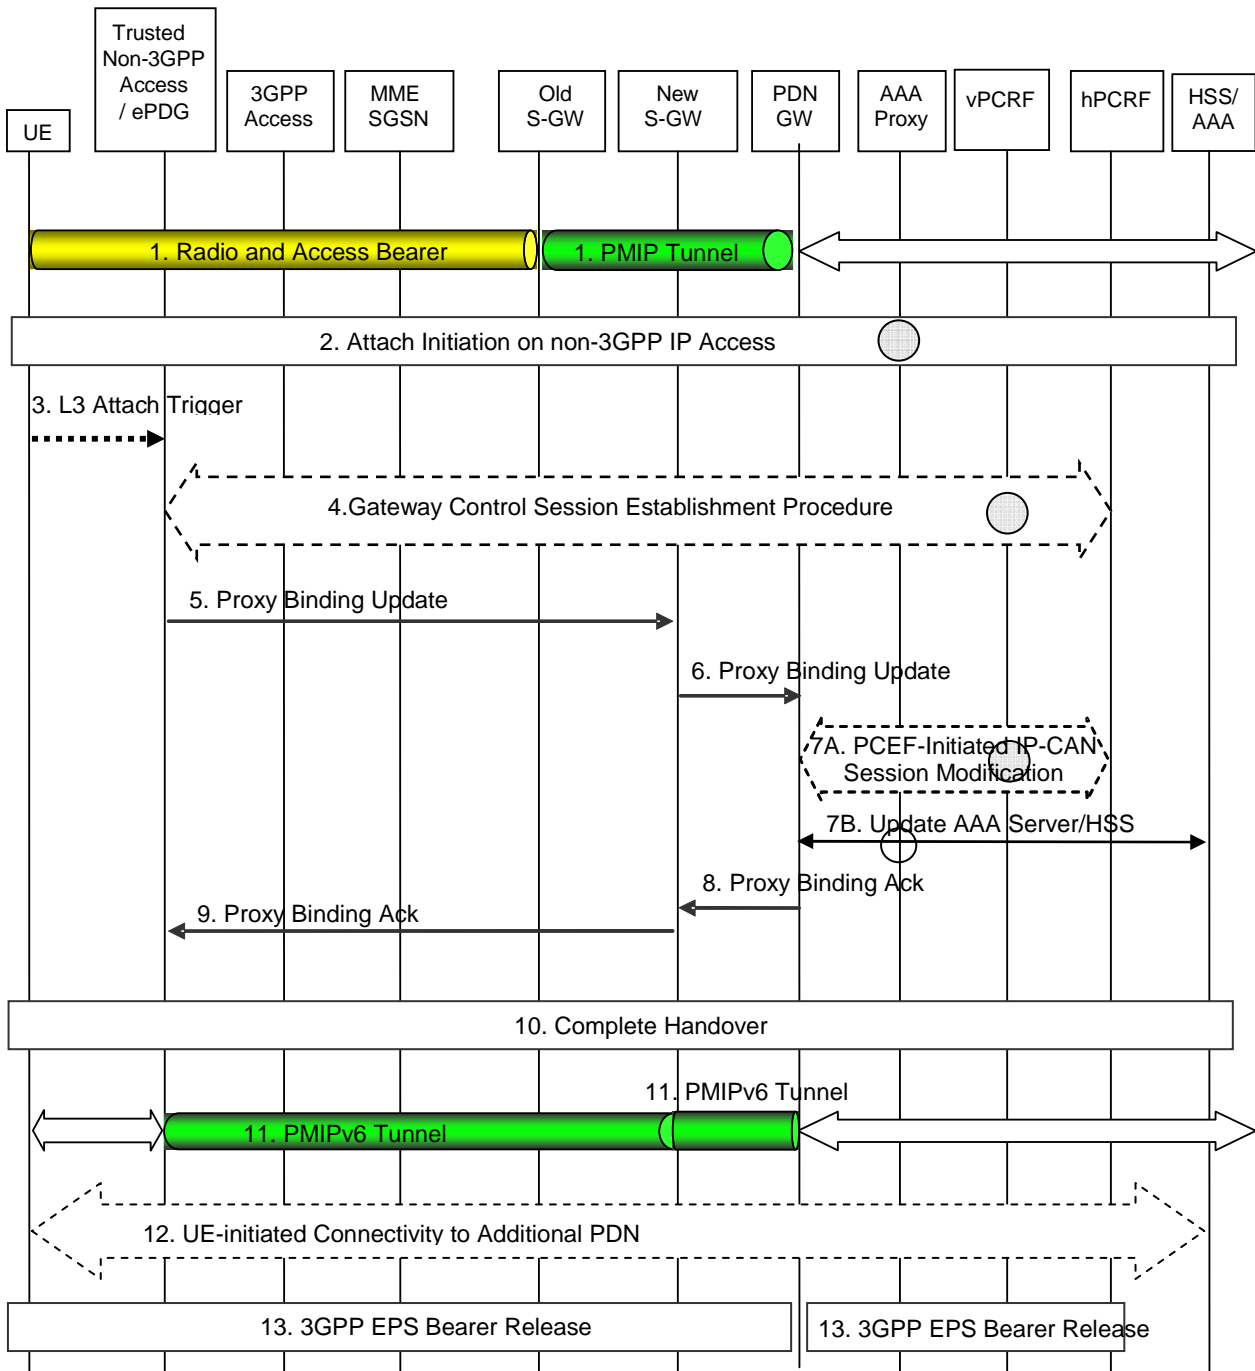 UE
Trusted
Non-3GPP
Access
/ ePDG
3GPP
Access
MME
SGSN
Old
S-GW
New
S-GW
PDN
GW
AAA
Proxy
vPCRF
hPCRF
HSS/
AAA
1. Radio and Access Bearer
1. PMIP Tunnel
2. Attach Initiation on non-3GPP IP Access
3. L3 Attach Trigger
4.Gateway Control Session Establishment Procedure
5. Proxy Binding Update
6. Proxy Binding Update
7A. PCEF-Initiated IP-CAN
Session Modification
7B. Update AAA Server/HSS
8. Proxy Binding Ack
9. Proxy Binding Ack
10. Complete Handover
11. PMIPv6 Tunnel
11. PMIPv6 Tunnel
12. UE-initiated Connectivity to Additional PDN
13. 3GPP EPS Bearer Release
13. 3GPP EPS Bearer Release